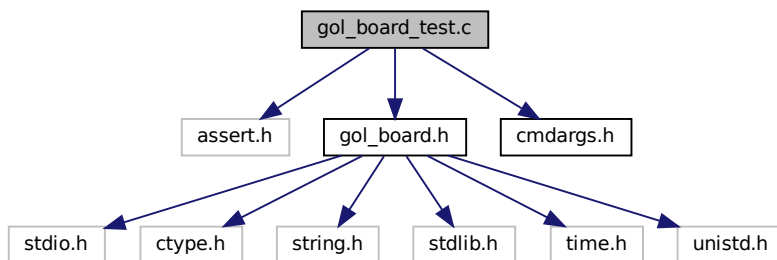 gol_board_test.c
assert.h
gol_board.h
cmdargs.h
stdio.h
ctype.h
string.h
stdlib.h
time.h
unistd.h